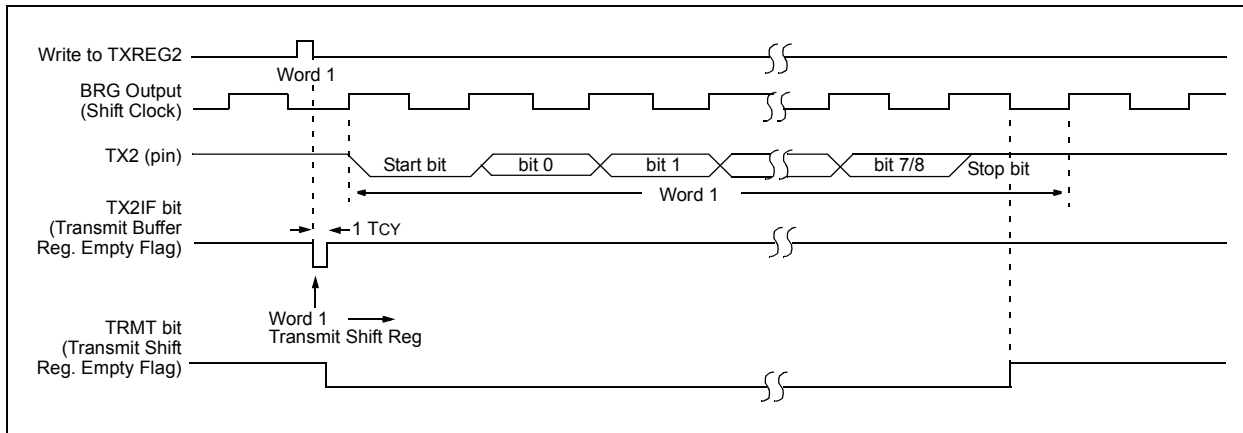 Write to TXREG2
Word 1
BRG Output
(Shift Clock)
TX2 (pin)
Start bit
bit 0
bit 1
bit 7/8
Stop bit
Word 1
TX2IF bit
(Transmit Buffer
Reg. Empty Flag)
1 TCY
Word 1
Transmit Shift Reg
TRMT bit
(Transmit Shift
Reg. Empty Flag)